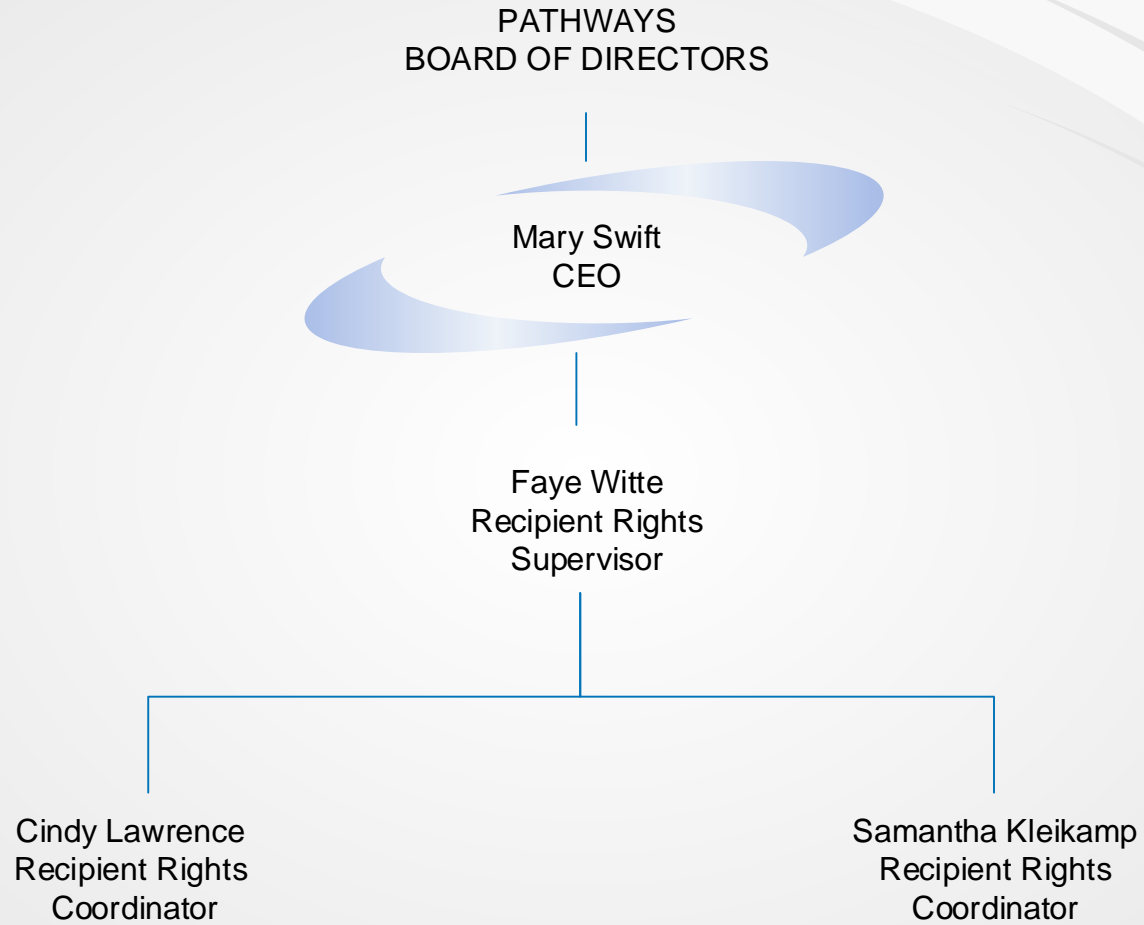 PATHWAYS
BOARD OF DIRECTORS
Mary Swift
CEO
Faye Witte
Recipient Rights
Supervisor
Cindy Lawrence
Recipient Rights
Coordinator
Samantha Kleikamp
Recipient Rights
Coordinator